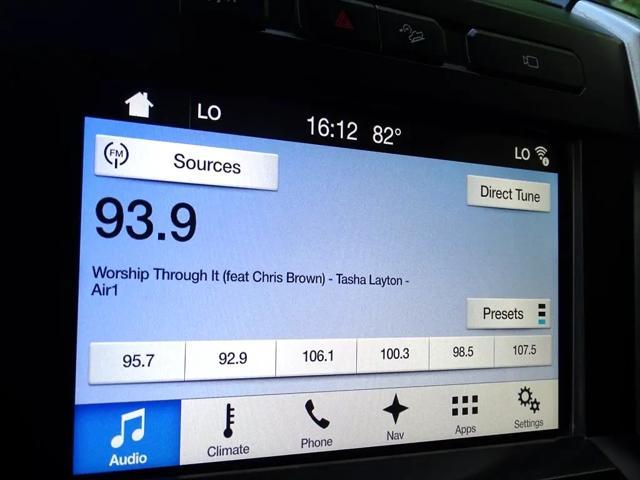 LO 16:12 82° LO
FM Sources
Direct Tune
93.9
Worship Through It (feat Chris Brown) - Tasha Layton -
Air1
Presets
95.7 92.9 106.1 100.3 98.5 107.5
Audio Climate Phone Nav Apps Settings